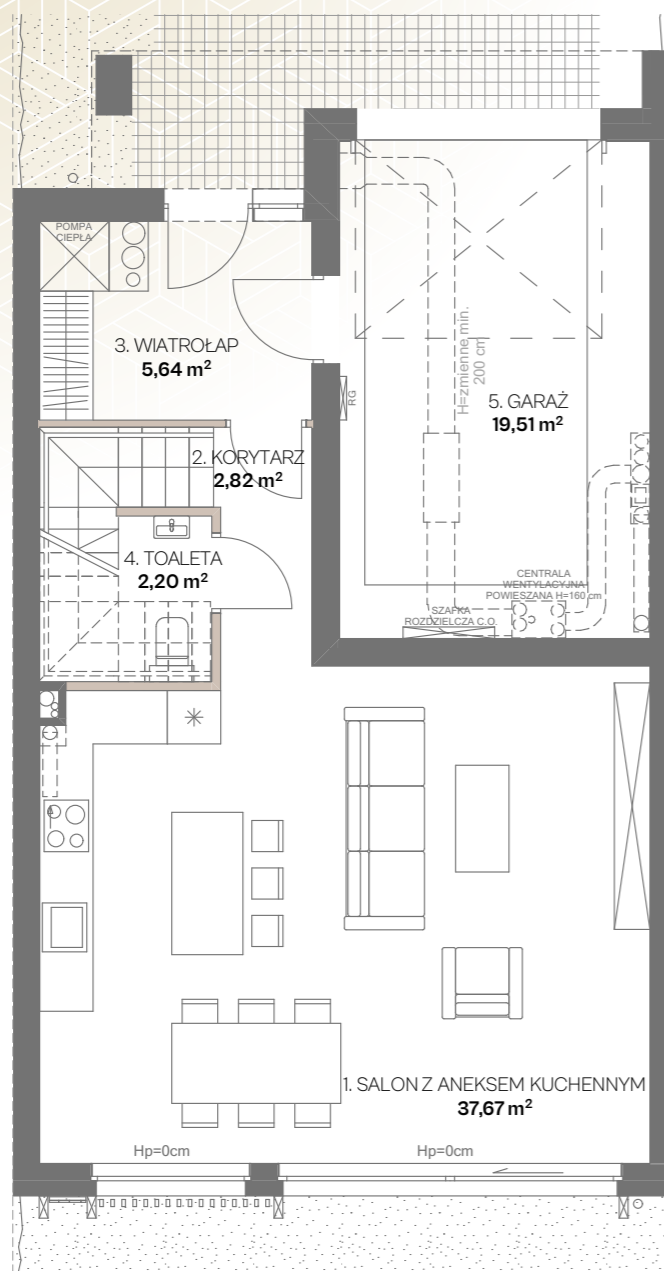 POMPA
CIEPŁA
3. WIATROŁAP
5,64 m²
H=zmienne min.
200 cm
RG
5. GARAŻ
19,51 m²
2. KORYTARZ
2,82 m²
4. TOALETA
2,20 m²
CENTRALA
WENTYLACYJNA
POWIESZANA H=160 cm
SZAFKA
ROZDZIELCZA C.O.
1. SALON Z ANEKSEM KUCHENNYM
37,67 m²
Hp=0cm
Hp=0cm